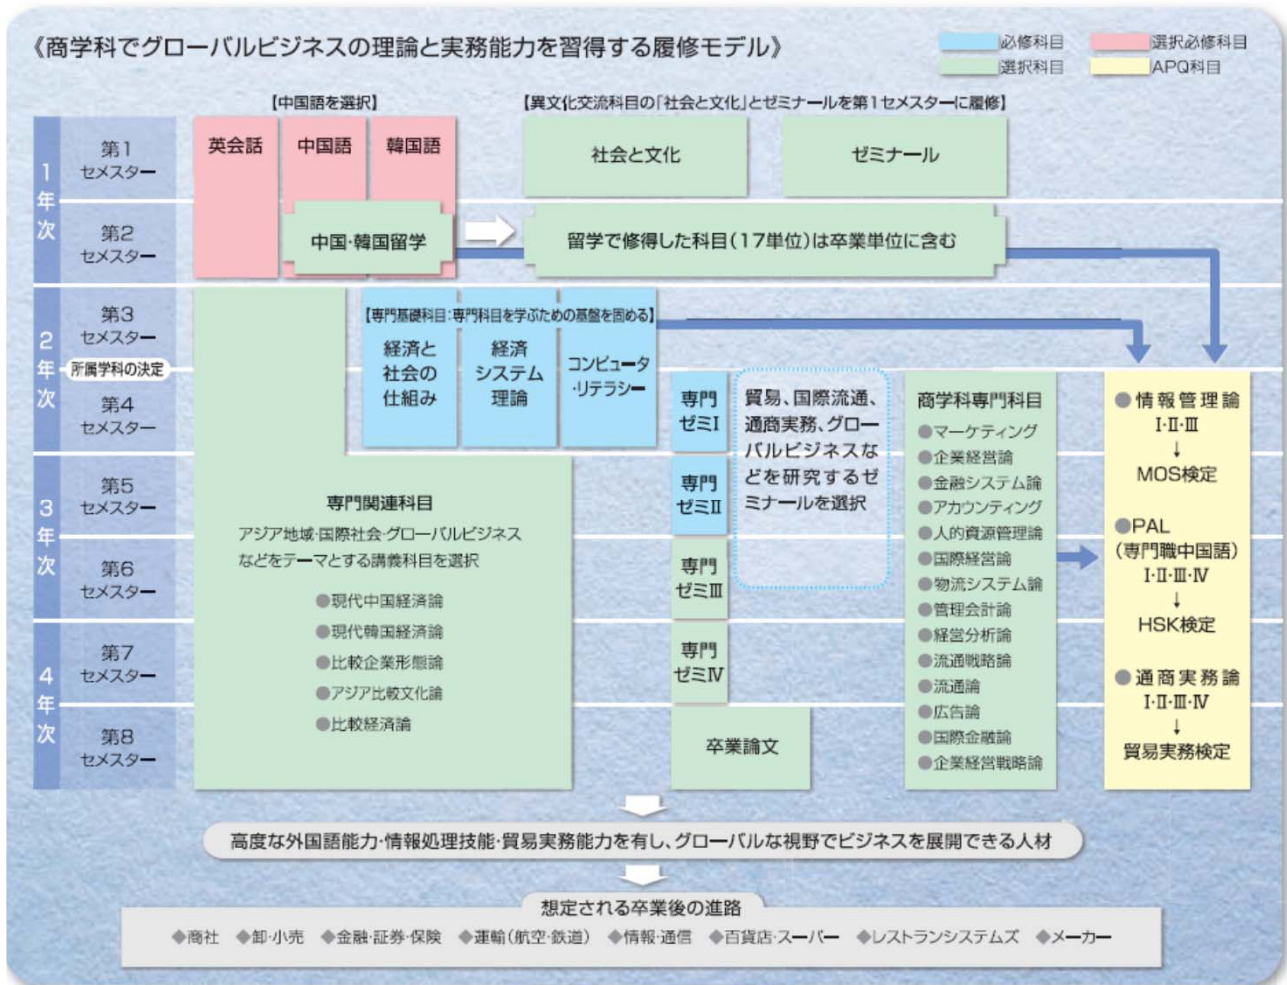 《商学科でグローバルビジネスの理論と実務能力を習得する履修モデル》
必修科目
選択必修科目
選択科目
APQ科目
【中国語を選択】
【異文化交流科目の「社会と文化」とゼミナールを第1セメスターに履修】
1年次
第1
セメスター
英会話
中国語
韓国語
社会と文化
ゼミナール
第2
セメスター
中国・韓国留学
留学で修得した科目(17単位)は卒業単位に含む
2年次
第3
セメスター
所属学科の決定
第4
セメスター
【専門基礎科目:専門科目を学ぶための基盤を固める】
経済と
社会の
仕組み
経済
システム
理論
コンピュータ
・リテラシー
専門
ゼミⅠ
貿易、国際流通、
通商実務、グロー
バルビジネスな
どを研究するゼ
ミナールを選択
3年次
第5
セメスター
第6
セメスター
専門関連科目
アジア地域・国際社会・グローバルビジネス
などをテーマとする講義科目を選択
●現代中国経済論
●現代韓国経済論
●比較企業形態論
●アジア比較文化論
●比較経済論
専門
ゼミⅡ
専門
ゼミⅢ
4年次
第7
セメスター
第8
セメスター
専門
ゼミⅣ
卒業論文
商学科専門科目
●マーケティング
●企業経営論
●金融システム論
●アカウンティング
●人的資源管理論
●国際経営論
●物流システム論
●管理会計論
●経営分析論
●流通戦略論
●流通論
●広告論
●国際金融論
●企業経営戦略論
●情報管理論
Ⅰ・Ⅱ・Ⅲ
↓
MOS検定
●PAL
(専門職中国語)
Ⅰ・Ⅱ・Ⅲ・Ⅳ
↓
HSK検定
●通商実務論
Ⅰ・Ⅱ・Ⅲ・Ⅳ
↓
貿易実務検定
高度な外国語能力・情報処理技能・貿易実務能力を有し、グローバルな視野でビジネスを展開できる人材
想定される卒業後の進路
◆商社 ◆卸・小売 ◆金融・証券・保険 ◆運輸(航空・鉄道) ◆情報・通信 ◆百貨店・スーパー ◆レストランシステムズ ◆メーカー